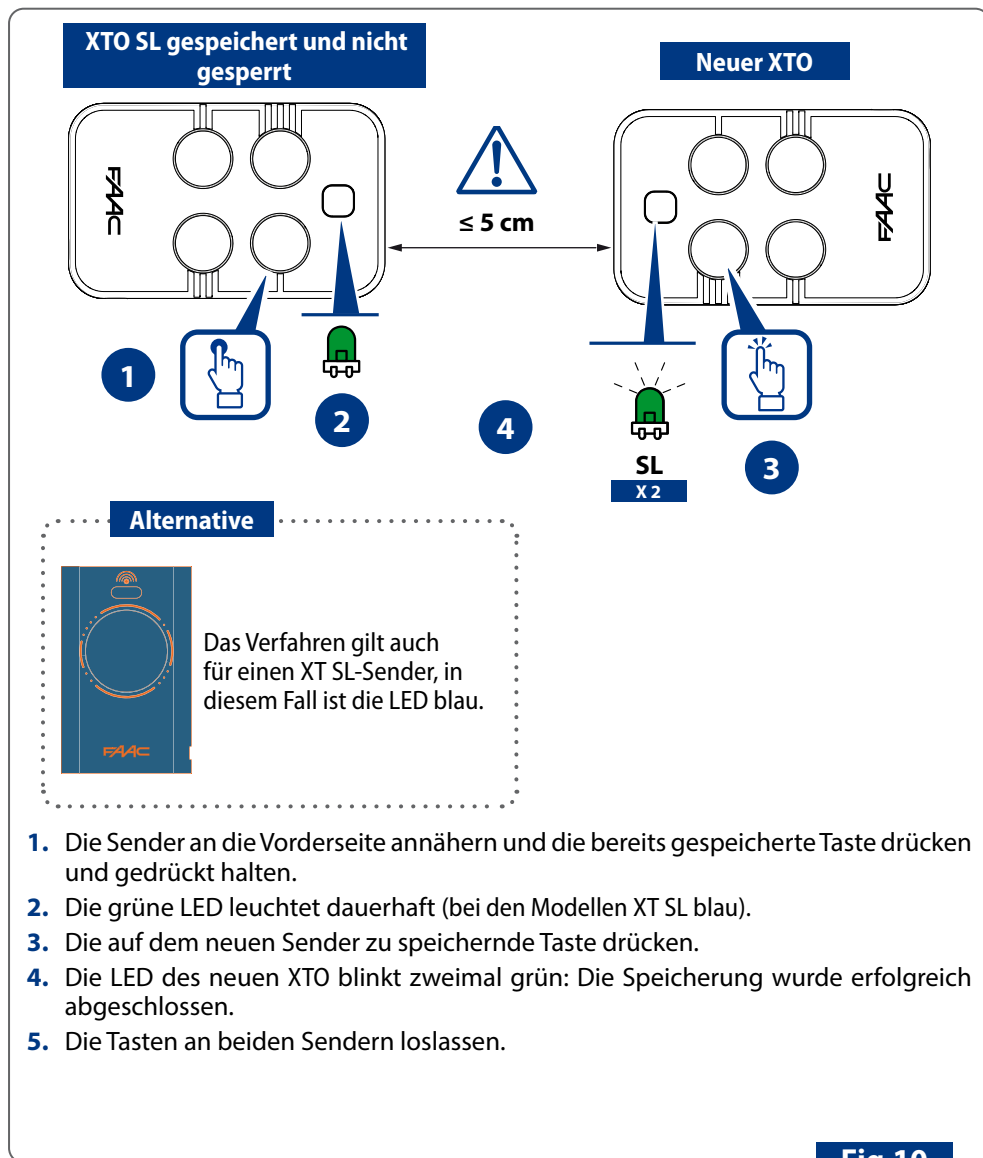 XTO SL gespeichert und nicht
gesperrt
Neuer XTO
FAAC
FAAC
≤ 5 cm
1
2
4
SL
X 2
3
Alternative
Das Verfahren gilt auch
für einen XT SL-Sender, in
diesem Fall ist die LED blau.
FAAC
1. Die Sender an die Vorderseite annähern und die bereits gespeicherte Taste drücken
und gedrückt halten.
2. Die grüne LED leuchtet dauerhaft (bei den Modellen XT SL blau).
3. Die auf dem neuen Sender zu speichernde Taste drücken.
4. Die LED des neuen XTO blinkt zweimal grün: Die Speicherung wurde erfolgreich
abgeschlossen.
5. Die Tasten an beiden Sendern loslassen.
Fig.10